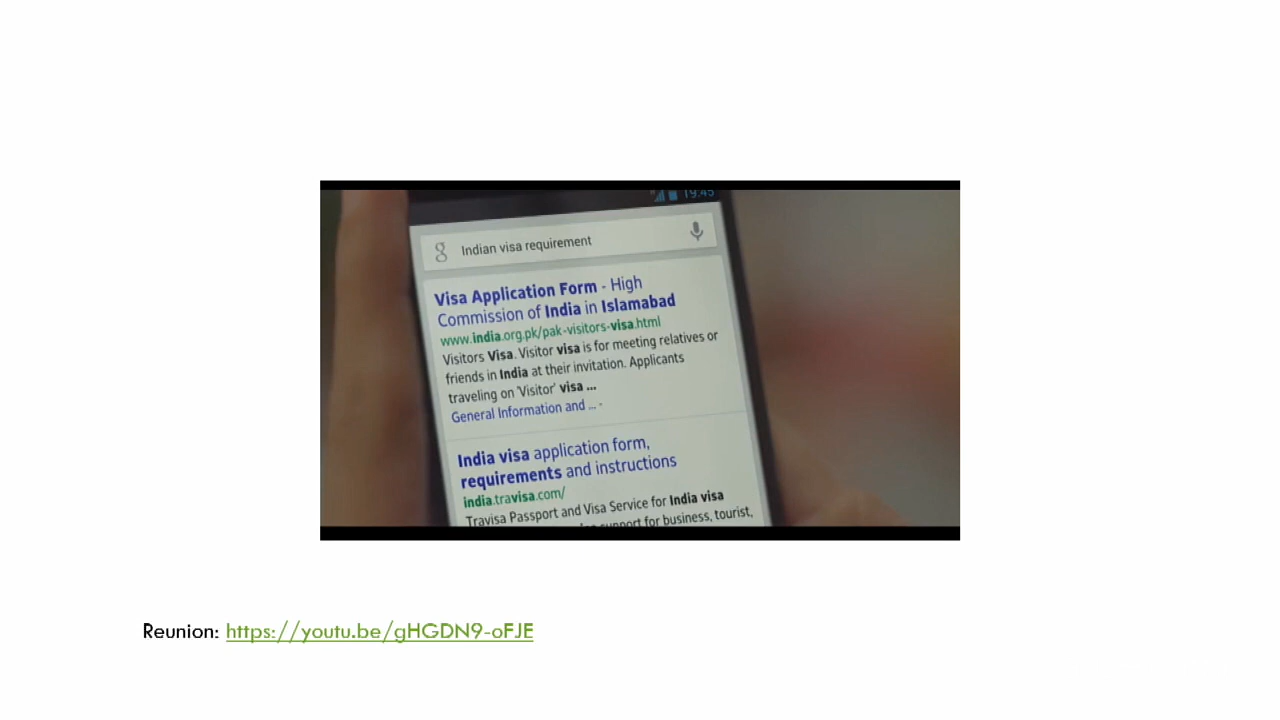 19:45
g Indian visa requirement
Visa Application Form - High
Commission of India in Islamabad
www.india.org.pk/pak-visitors-visa.html
Visitors Visa. Visitor visa is for meeting relatives or
friends in India at their invitation. Applicants
traveling on 'Visitor' visa ...
General Information and ... -
India visa application form,
requirements and instructions
india.travisa.com/
Travisa Passport and Visa Service for India visa
support for business, tourist,
Reunion: https://youtu.be/gHGDN9-oFJE